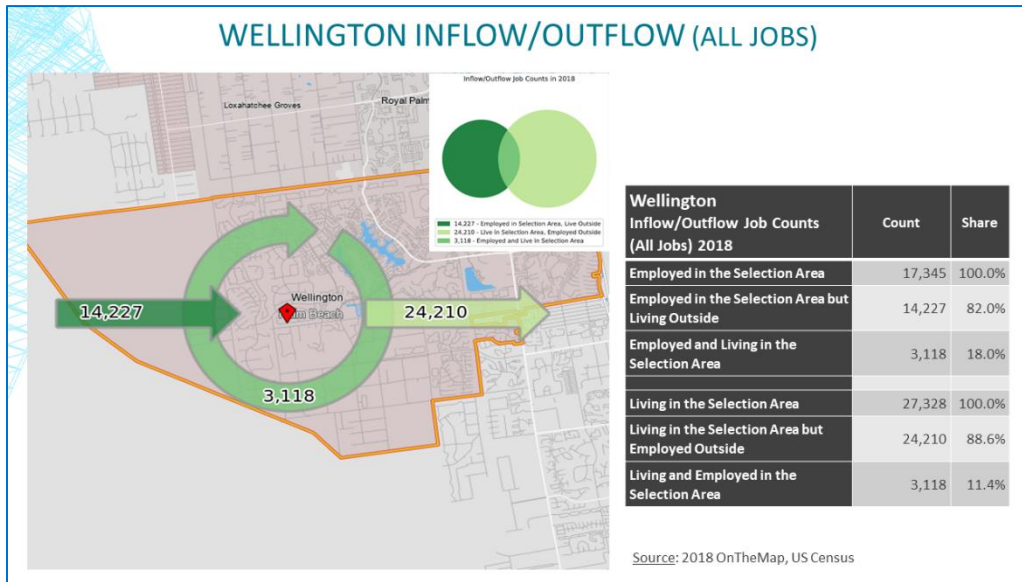 WELLINGTON INFLOW/OUTFLOW (ALL JOBS)
Inflow/Outflow Job Counts in 2018
Loxahatchee Groves
Royal Palm
14,227 - Employed in Selection Area, Live Outside
24,210 - Live in Selection Area, Employed Outside
3,118 - Employed and Live in Selection Area
Wellington
Palm Beach
14,227
24,210
3,118
Wellington
Inflow/Outflow Job Counts
(All Jobs) 2018
Count
Share
Employed in the Selection Area
17,345
100.0%
Employed in the Selection Area but
Living Outside
14,227
82.0%
Employed and Living in the
Selection Area
3,118
18.0%
Living in the Selection Area
27,328
100.0%
Living in the Selection Area but
Employed Outside
24,210
88.6%
Living and Employed in the
Selection Area
3,118
11.4%
Source: 2018 OnTheMap, US Census